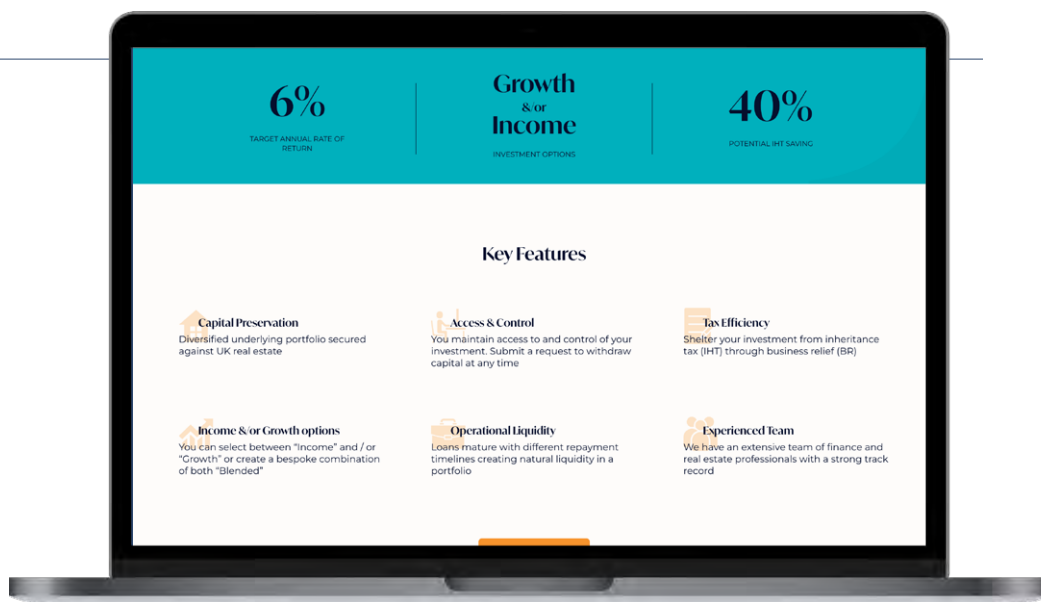 6%
TARGET ANNUAL RATE OF
RETURN
Growth
&/or
Income
INVESTMENT OPTIONS
40%
POTENTIAL IHT SAVING
Key Features
Capital Preservation
Diversified underlying portfolio secured
against UK real estate
Access & Control
You maintain access to and control of your
investment. Submit a request to withdraw
capital at any time
Tax Efficiency
Shelter your investment from inheritance
tax (IHT) through business relief (BR)
Income &/or Growth options
You can select between "Income" and / or
"Growth" or create a bespoke combination
of both "Blended"
Operational Liquidity
Loans mature with different repayment
timelines creating natural liquidity in a
portfolio
Experienced Team
We have an extensive team of finance and
real estate professionals with a strong track
record